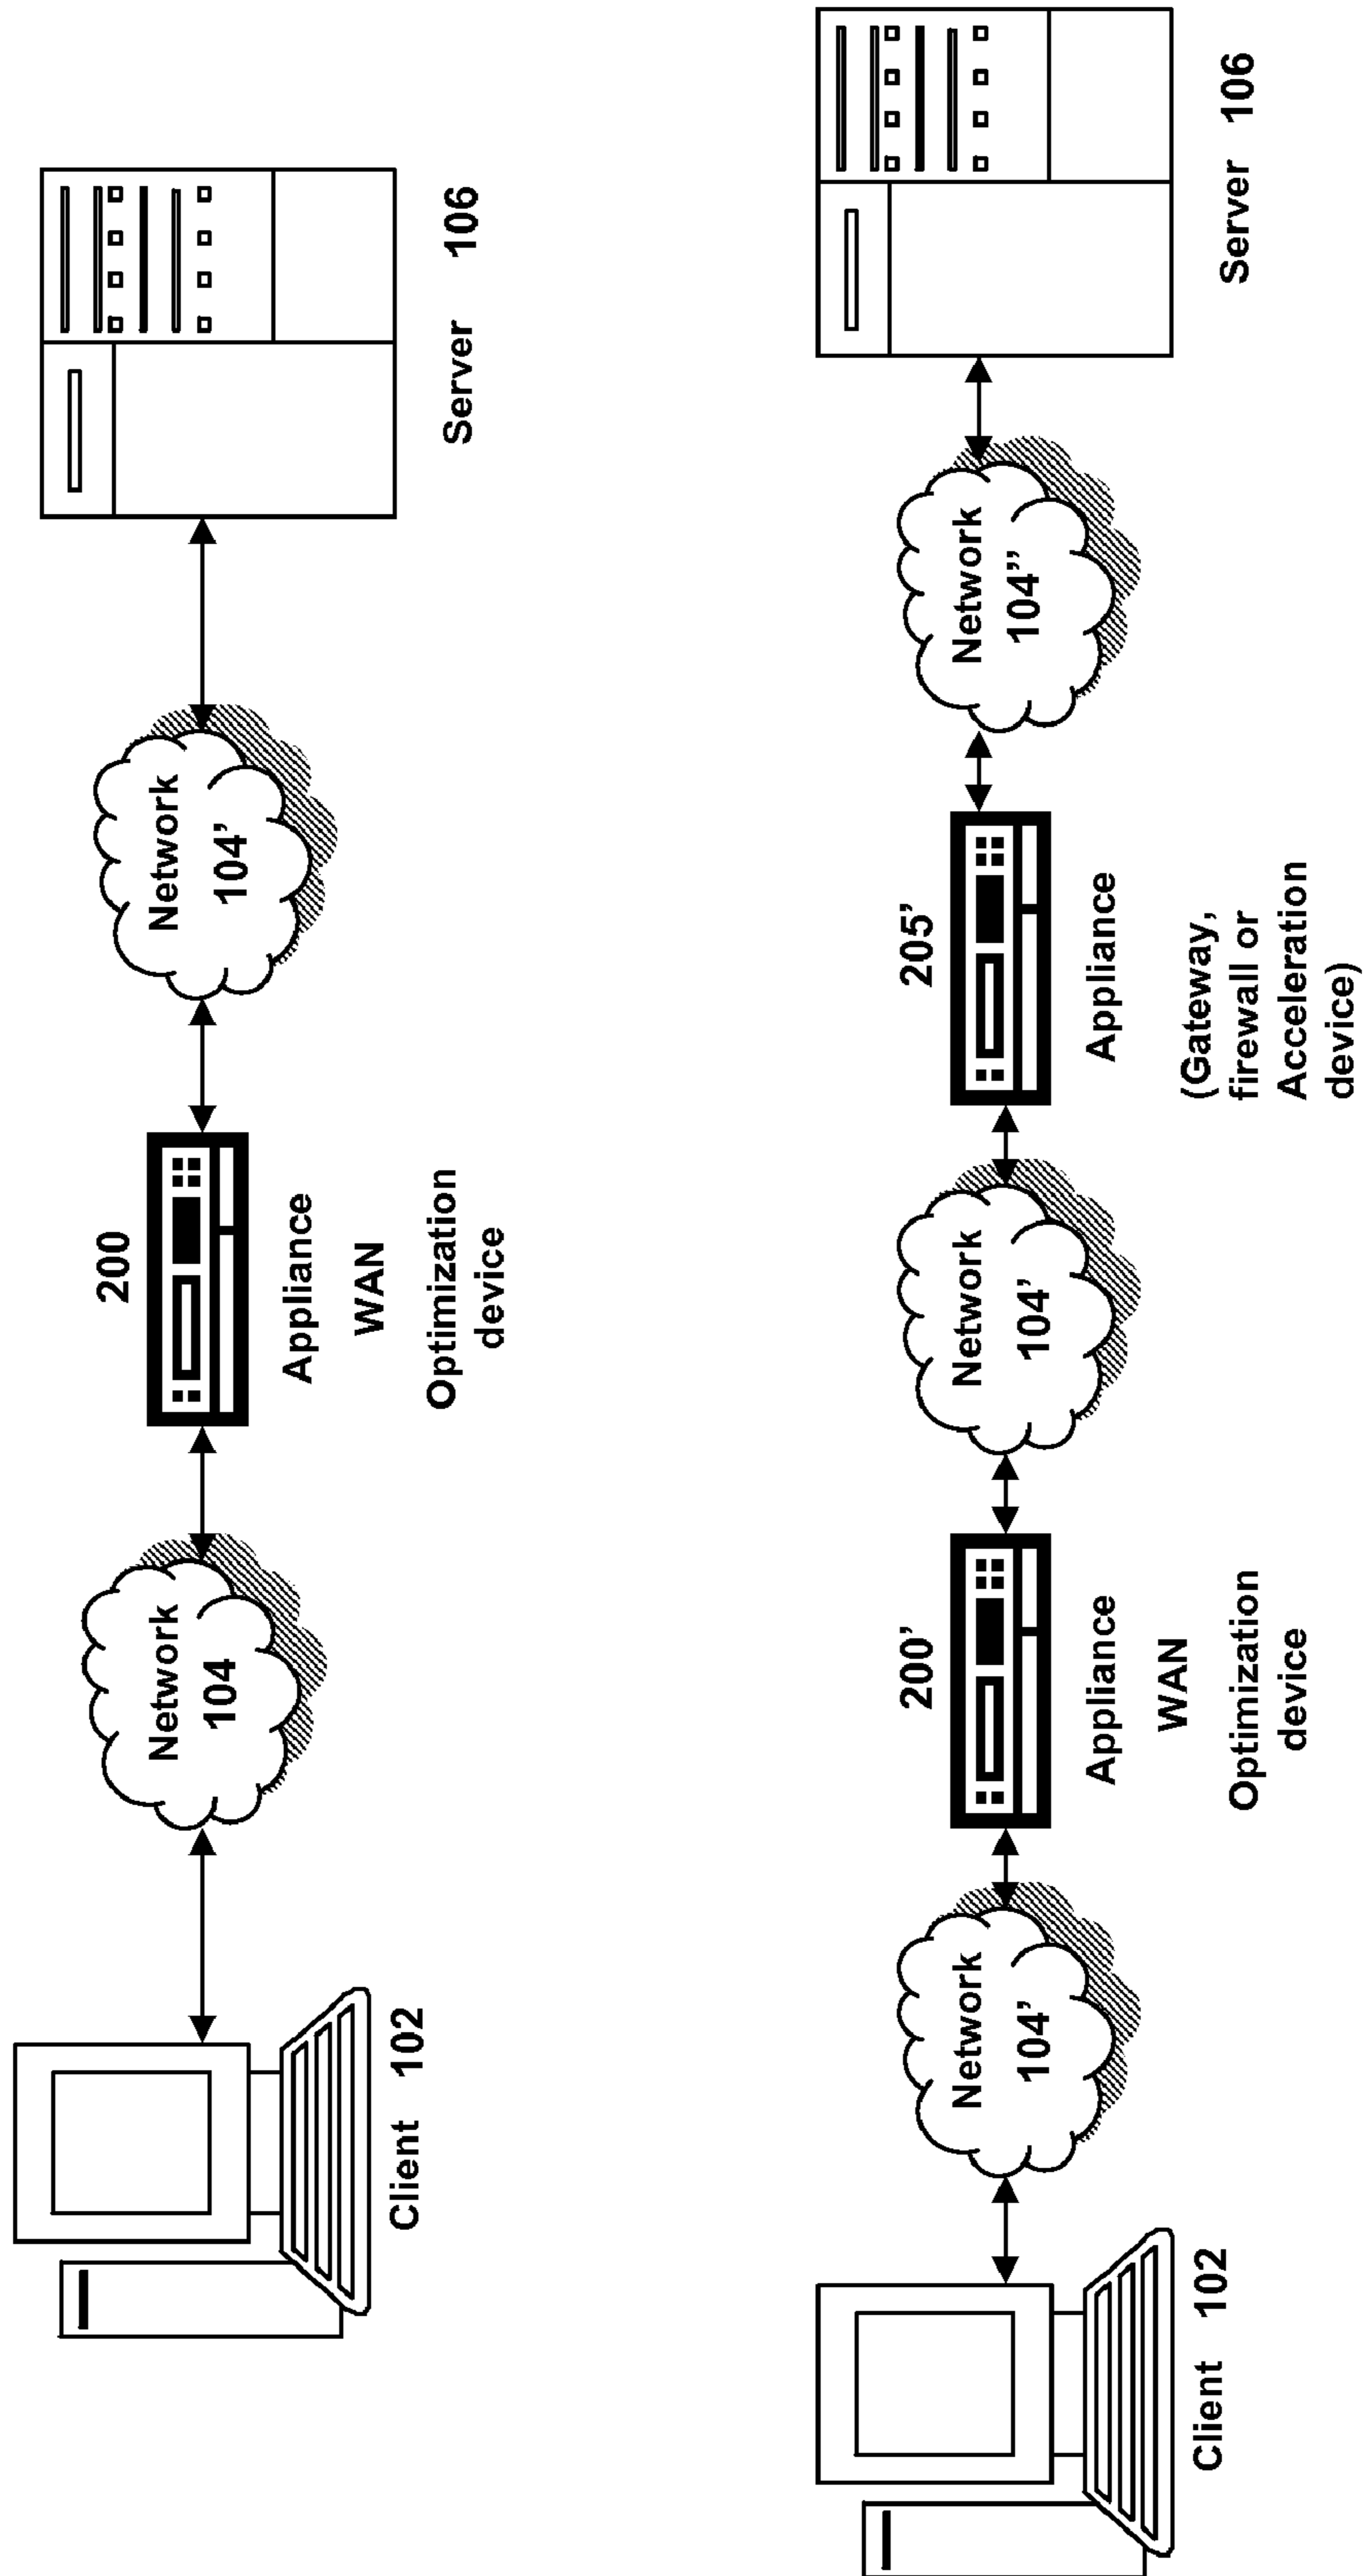 Client 102
Network
104
200
Appliance
WAN
Optimization
device
Network
104’
Server 106
Client 102
Network
104’
200’
Appliance
WAN
Optimization
device
Network
104’
205’
Appliance
(Gateway,
firewall or
Acceleration
device)
Network
104’’
Server 106